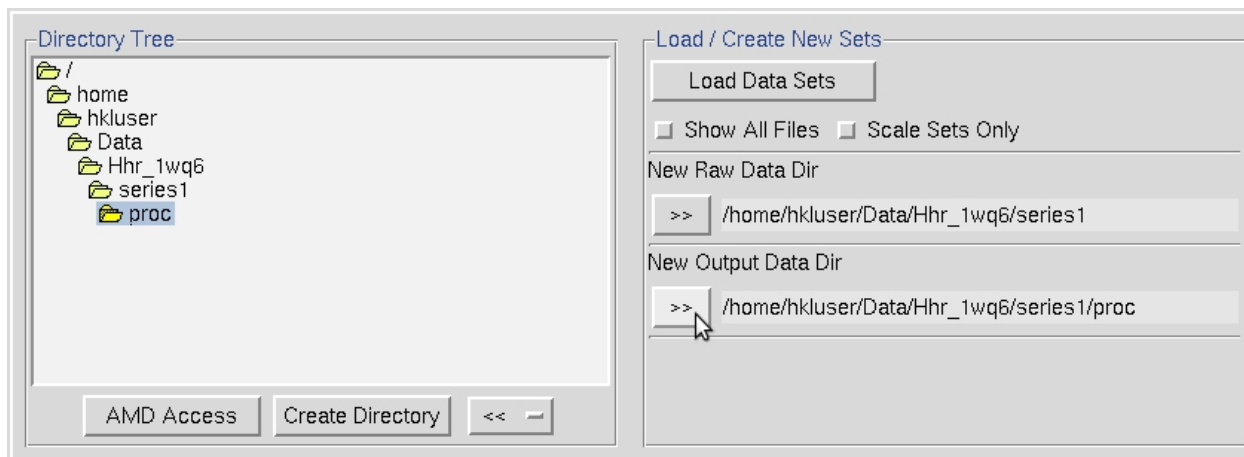 Directory Tree
/
home
hkluser
Data
Hhr_1wq6
series1
proc
AMD Access
Create Directory
<<
Load / Create New Sets
Load Data Sets
Show All Files
Scale Sets Only
New Raw Data Dir
>> /home/hkluser/Data/Hhr_1wq6/series1
New Output Data Dir
>> /home/hkluser/Data/Hhr_1wq6/series1/proc